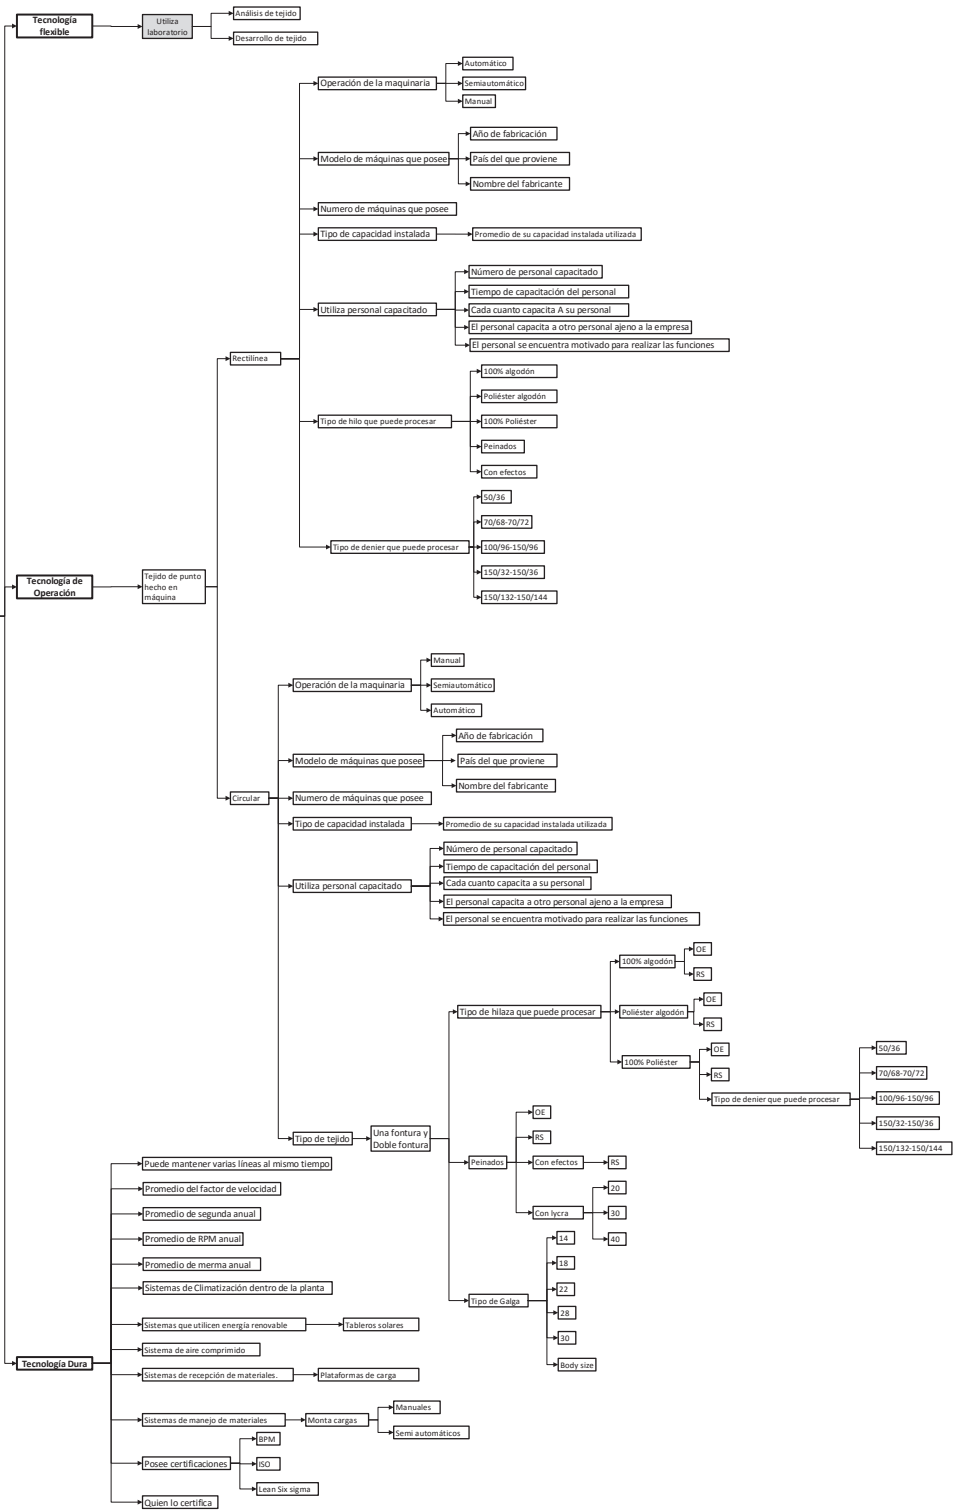 Tecnología
flexible
Utiliza
laboratorio
Análisis de tejido
Desarrollo de tejido
Tecnología de
Operación
Tejido de punto
hecho en
máquina
Rectilínea
Operación de la maquinaria
Automático
Semiautomático
Manual
Modelo de máquinas que posee
Año de fabricación
País del que proviene
Nombre del fabricante
Numero de máquinas que posee
Tipo de capacidad instalada
Promedio de su capacidad instalada utilizada
Utiliza personal capacitado
Número de personal capacitado
Tiempo de capacitación del personal
Cada cuanto capacita A su personal
El personal capacita a otro personal ajeno a la empresa
El personal se encuentra motivado para realizar las funciones
Tipo de hilo que puede procesar
100% algodón
Poliéster algodón
100% Poliéster
Peinados
Con efectos
Tipo de denier que puede procesar
50/36
70/68-70/72
100/96-150/96
150/32-150/36
150/132-150/144
Circular
Operación de la maquinaria
Manual
Semiautomático
Automático
Modelo de máquinas que posee
Año de fabricación
País del que proviene
Nombre del fabricante
Numero de máquinas que posee
Tipo de capacidad instalada
Promedio de su capacidad instalada utilizada
Utiliza personal capacitado
Número de personal capacitado
Tiempo de capacitación del personal
Cada cuanto capacita a su personal
El personal capacita a otro personal ajeno a la empresa
El personal se encuentra motivado para realizar las funciones
Tipo de tejido
Una fontura y
Doble fontura
Tipo de hilaza que puede procesar
100% algodón
OE
RS
Poliéster algodón
OE
RS
100% Poliéster
OE
RS
Tipo de denier que puede procesar
50/36
70/68-70/72
100/96-150/96
150/32-150/36
150/132-150/144
Peinados
OE
RS
Con efectos
RS
Con lycra
20
30
40
Tipo de Galga
14
18
22
28
30
Body size
Tecnología Dura
Puede mantener varias líneas al mismo tiempo
Promedio del factor de velocidad
Promedio de segunda anual
Promedio de RPM anual
Promedio de merma anual
Sistemas de Climatización dentro de la planta
Sistemas que utilicen energía renovable
Tableros solares
Sistema de aire comprimido
Sistemas de recepción de materiales.
Plataformas de carga
Sistemas de manejo de materiales
Monta cargas
Manuales
Semi automáticos
Posee certificaciones
BPM
ISO
Lean Six sigma
Quien lo certifica